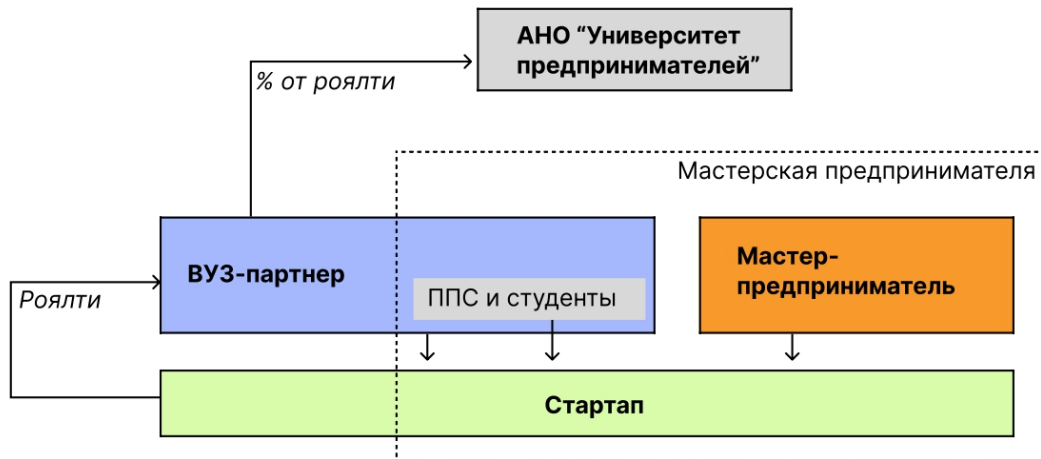 АНО “Университет
предпринимателей”
% от роялти
Мастерская предпринимателя
ВУЗ-партнер
Мастер-
предприниматель
Роялти
ППС и студенты
Стартап